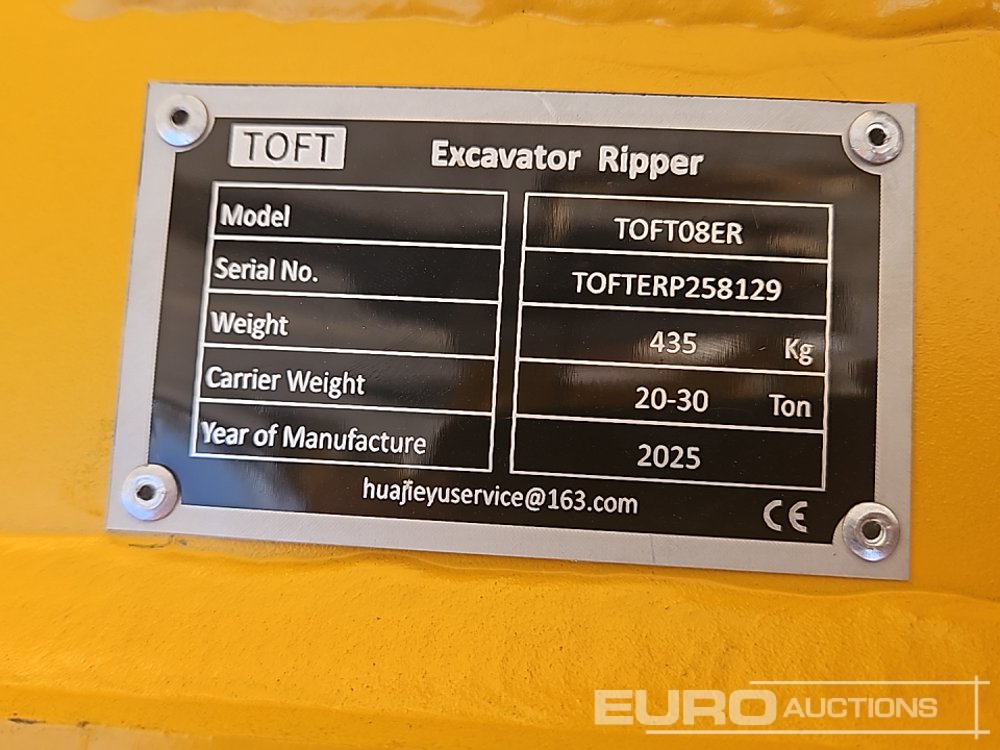 TOFT Excavator Ripper
Model TOFT08ER
Serial No. TOFTERP258129
Weight 435 Kg
Carrier Weight 20-30 Ton
Year of Manufacture 2025
huajieyuservice@163.com
CE
EURO AUCTIONS